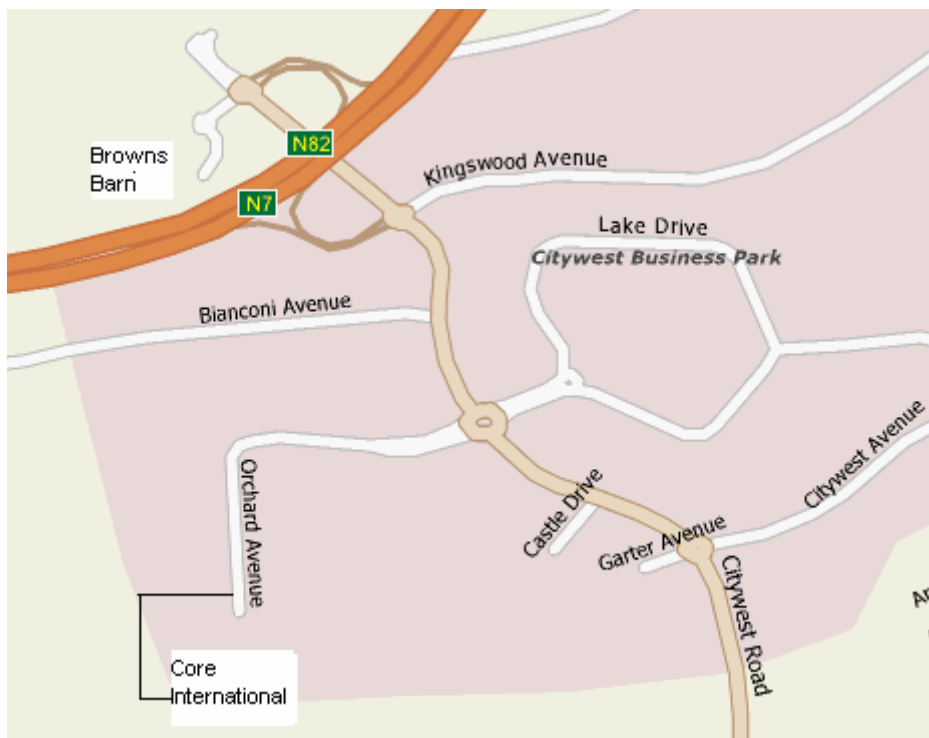 N82
Browns
Barn
Kingswood Avenue
N7
Lake Drive
Citywest Business Park
Bianconi Avenue
Orchard Avenue
Citywest Avenue
Castle Drive
Garter Avenue
Citywest Road
Core
International